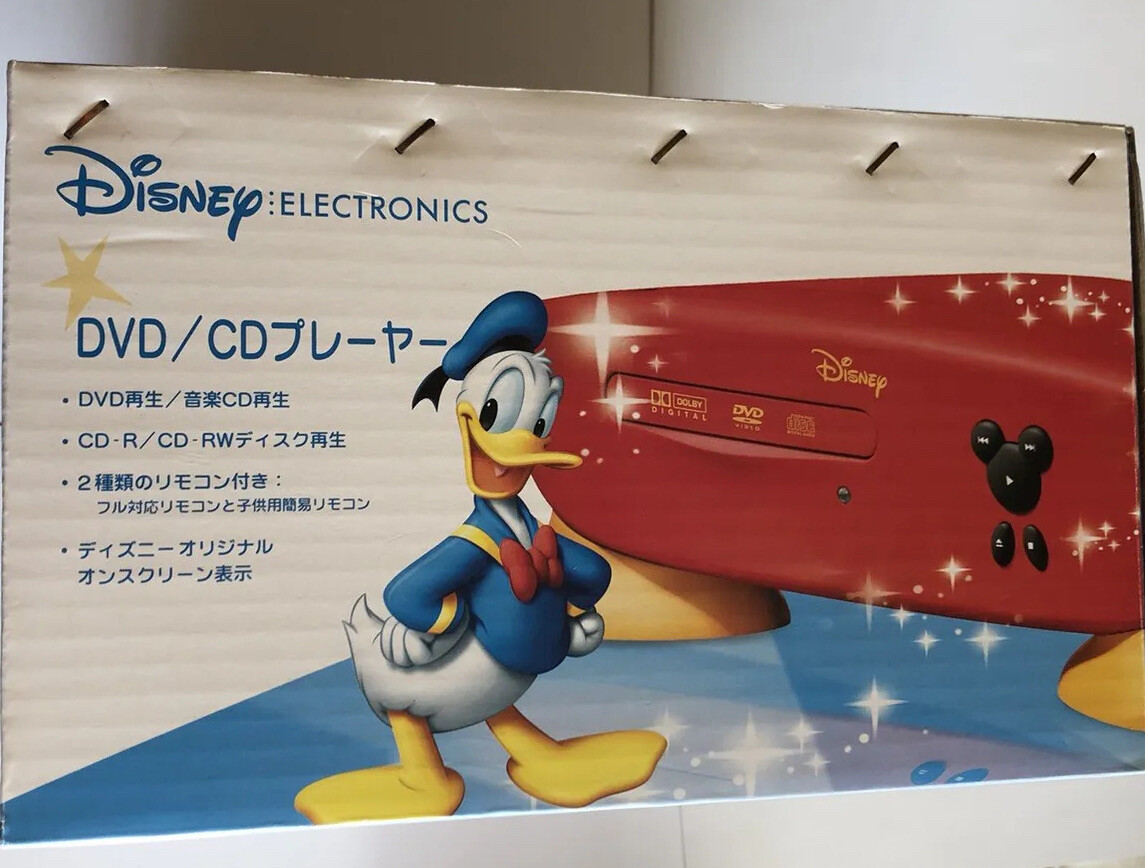 Disney:ELECTRONICS
DVD/CDプレーヤー
・DVD再生/音楽CD再生
・CD-R/CD-RWディスク再生
・2種類のリモコン付き:
フル対応リモコンと子供用簡易リモコン
・ディズニー オリジナル
オンスクリーン表示
Disney
DOLBY
DIGITAL
DVD
VIDEO